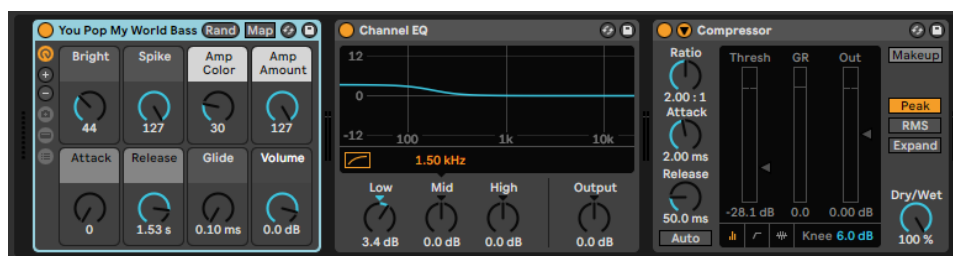 You Pop My World Bass Rand Map
Bright Spike Amp Color Amp Amount
44 127 30 127
Attack Release Glide Volume
0 1.53 s 0.10 ms 0.0 dB
Channel EQ
12
0
-12 100 1k 10k
1.50 kHz
Low Mid High Output
3.4 dB 0.0 dB 0.0 dB 0.0 dB
Compressor
Ratio
2.00 : 1
Attack
2.00 ms
Release
50.0 ms
Auto
Thresh GR Out
-28.1 dB 0.0 0.00 dB
Knee 6.0 dB
Makeup
Peak
RMS
Expand
Dry/Wet
100 %